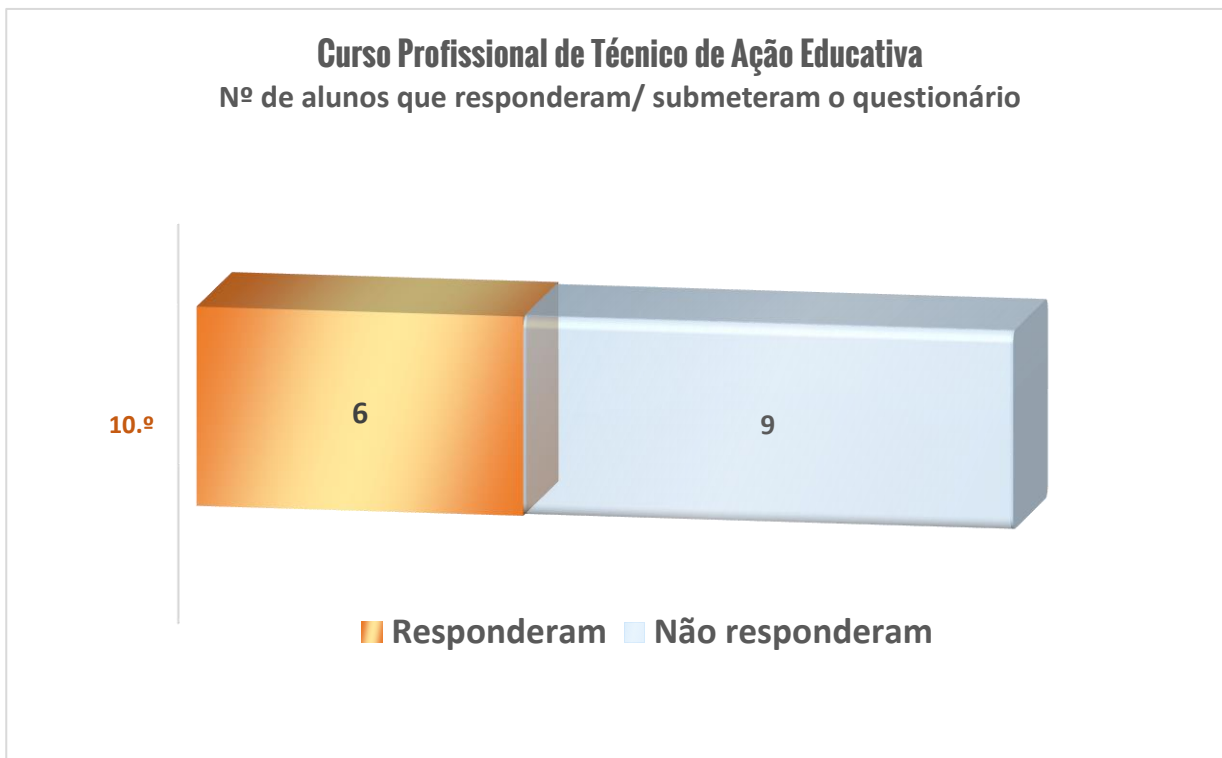 Curso Profissional de Técnico de Ação Educativa
Nº de alunos que responderam/ submeteram o questionário
10.º
6
9
Responderam
Não responderam